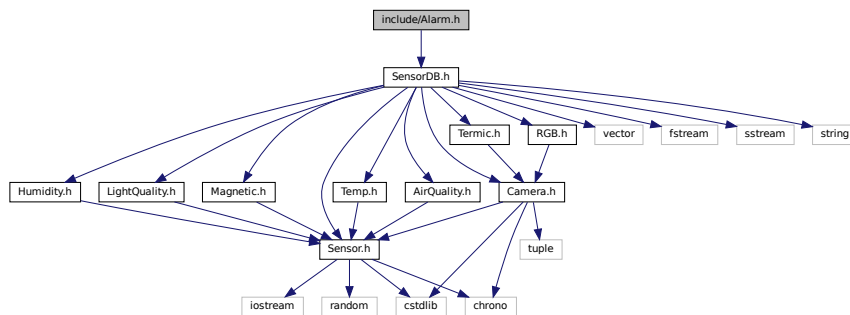 include/Alarm.h
SensorDB.h
Termic.h
RGB.h
vector
fstream
sstream
string
Humidity.h
LightQuality.h
Magnetic.h
Temp.h
AirQuality.h
Camera.h
Sensor.h
tuple
iostream
random
cstdlib
chrono